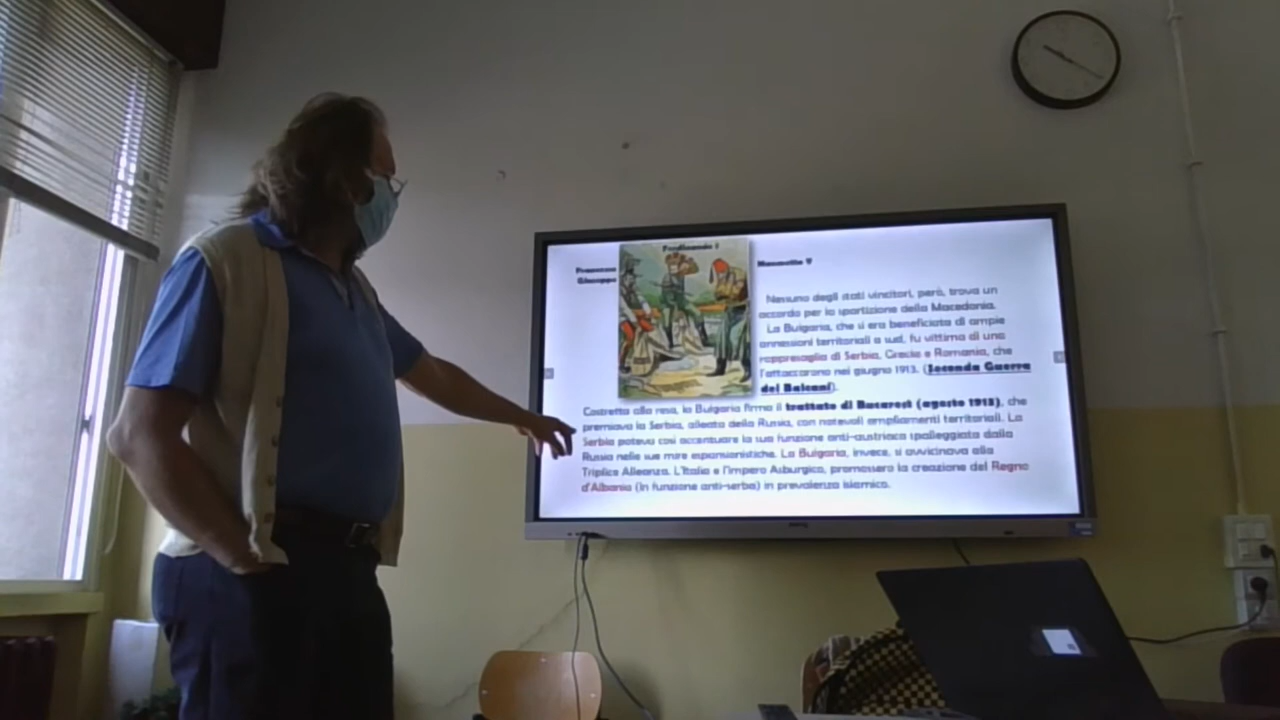 Ferdinando I
Francesco
Giuseppe
Maometto V
Nessuno degli stati vincitori, però, trova un
accordo per la spartizione della Macedonia.
La Bulgaria, che si era beneficiata di ampie
annessioni territoriali a sud, fu vittima di una
rappresaglia di Serbia, Grecia e Romania, che
l'attaccarono nel giugno 1913. (Seconda Guerra
dei Balcani).
Costretta alla resa, la Bulgaria firma il trattato di Bucarest (agosto 1913), che
premiava la Serbia, alleata della Russia, con notevoli ampliamenti territoriali. La
Serbia poteva così accentuare la sua funzione anti-austriaca spalleggiata dalla
Russia nelle sue mire espansionistiche. La Bulgaria, invece, si avvicinava alla
Triplice Alleanza. L'Italia e l'Impero Asburgico, promossero la creazione del Regno
d'Albania (in funzione anti-serba) in prevalenza islamico.